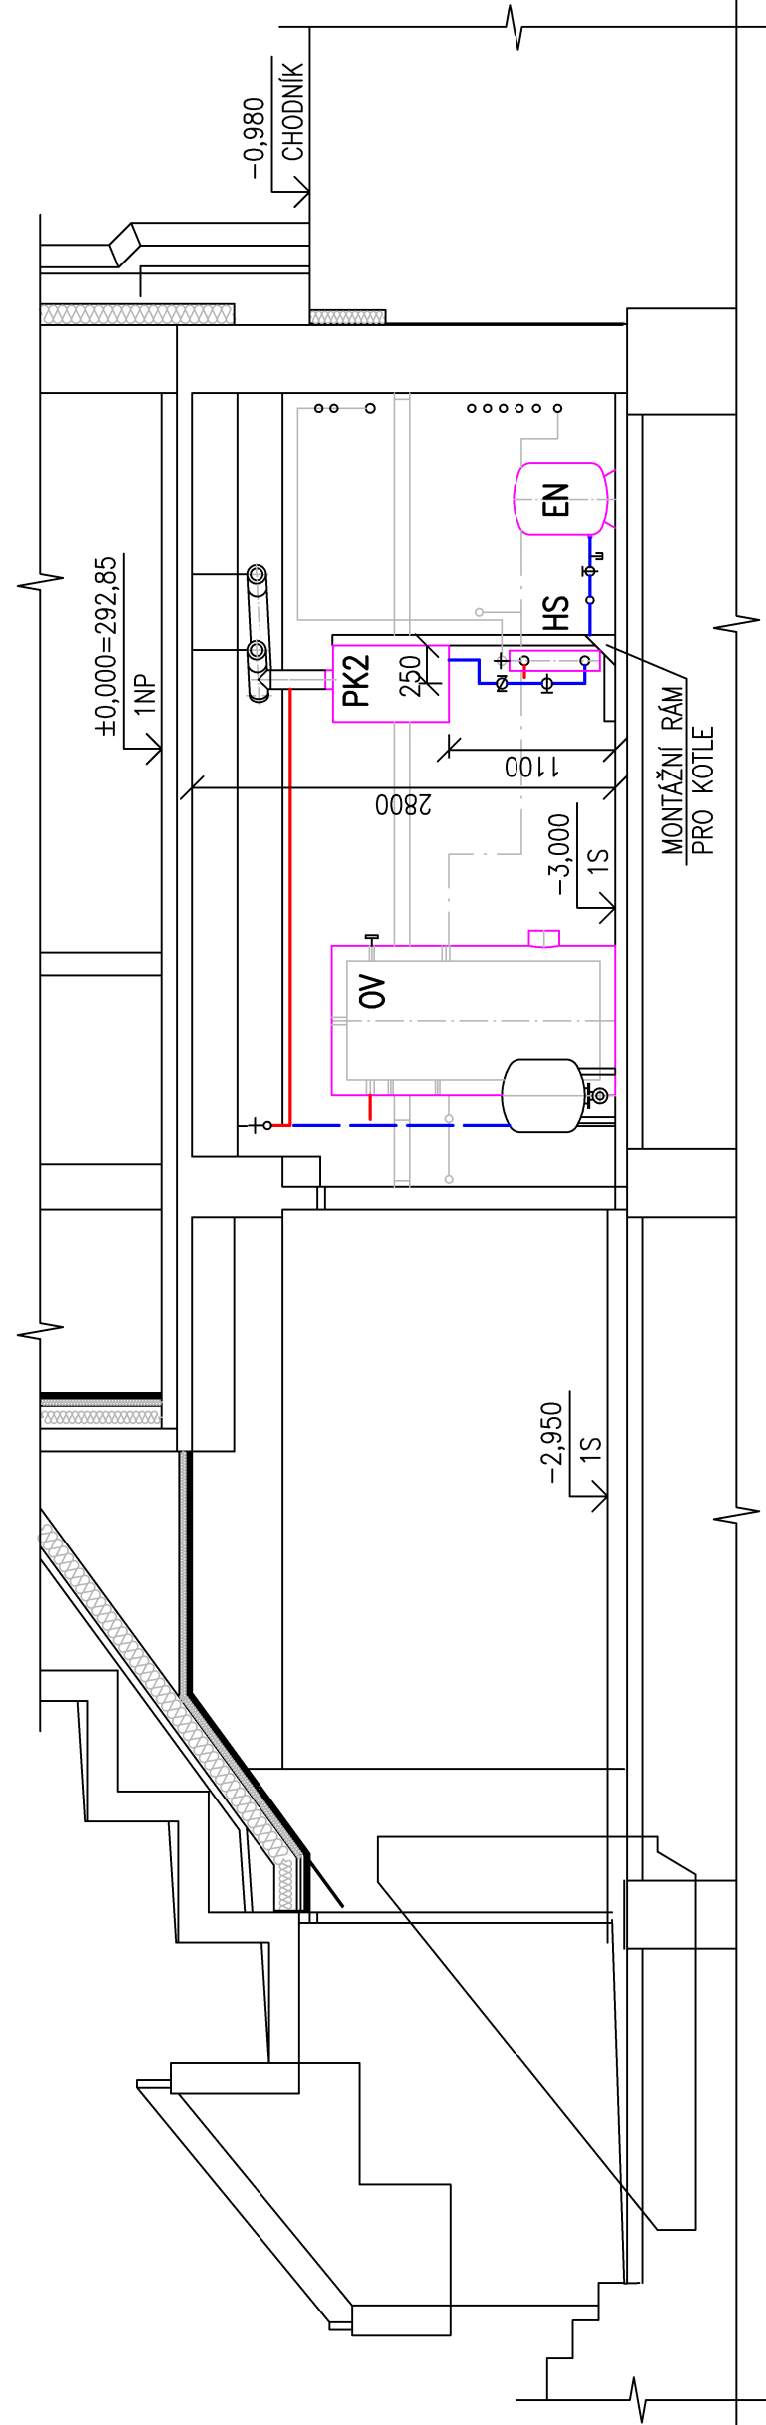 -0,980
CHODNÍK
±0,000=292,85
1NP
EN
HS
PK2
250
1100
2800
MONTÁŽNÍ RÁM
PRO KOTLE
-3,000
1S
OV
-2,950
1S